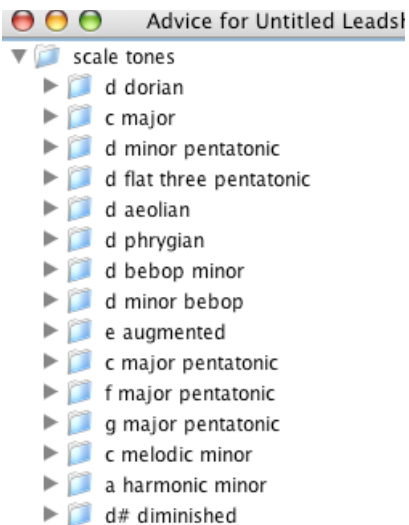 Advice for Untitled Leads
scale tones
d dorian
c major
d minor pentatonic
d flat three pentatonic
d aeolian
d phrygian
d bebop minor
d minor bebop
e augmented
c major pentatonic
f major pentatonic
g major pentatonic
c melodic minor
a harmonic minor
d# diminished